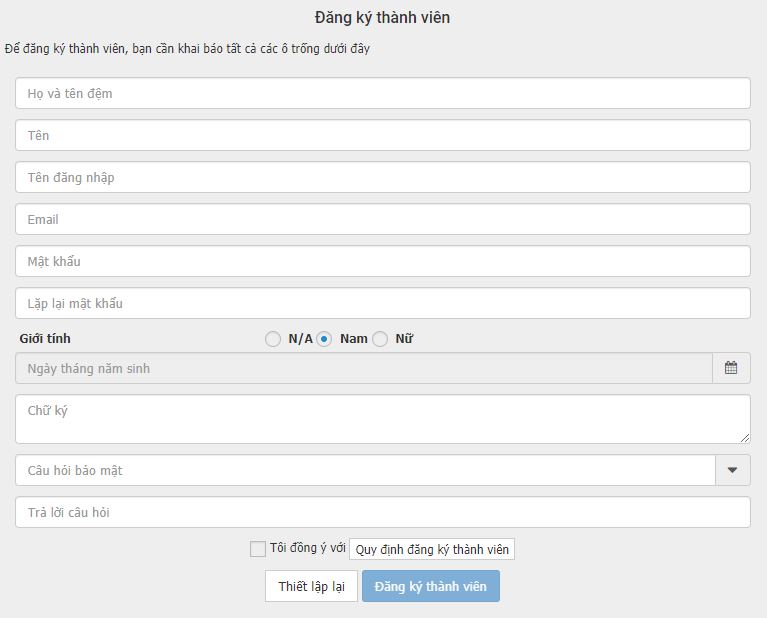 Đăng ký thành viên
Để đăng ký thành viên, bạn cần khai báo tất cả các ô trống dưới đây
Họ và tên đệm
Tên
Tên đăng nhập
Email
Mật khẩu
Lặp lại mật khẩu
Giới tính N/A Nam Nữ
Ngày tháng năm sinh
Chữ ký
Câu hỏi bảo mật
Trả lời câu hỏi
Tôi đồng ý với Quy định đăng ký thành viên
Thiết lập lại Đăng ký thành viên